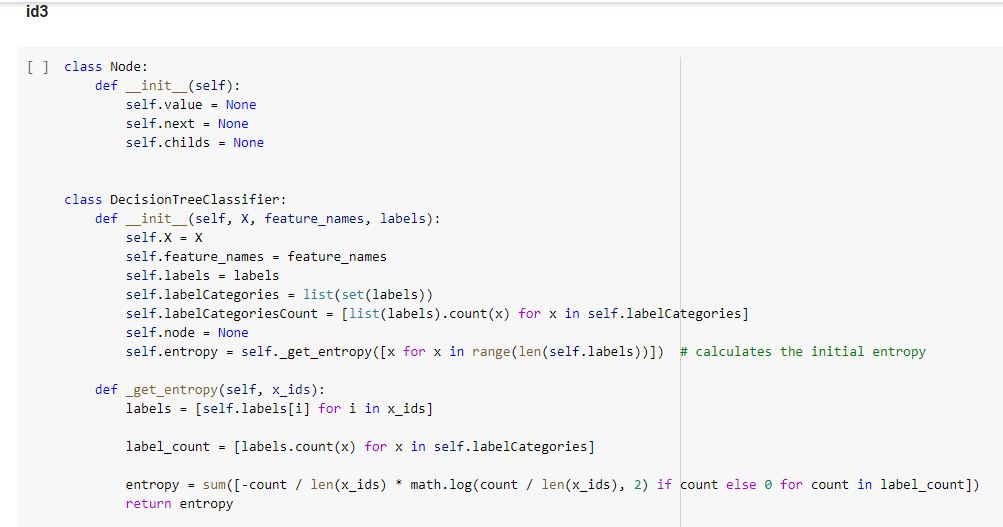 id3
[ ] class Node:
def __init__(self):
self.value = None
self.next = None
self.childs = None
class DecisionTreeClassifier:
def __init__(self, X, feature_names, labels):
self.X = X
self.feature_names = feature_names
self.labels = labels
self.labelCategories = list(set(labels))
self.labelCategoriesCount = [list(labels).count(x) for x in self.labelCategories]
self.node = None
self.entropy = self._get_entropy([x for x in range(len(self.labels))])  # calculates the initial entropy
def _get_entropy(self, x_ids):
labels = [self.labels[i] for i in x_ids]
label_count = [labels.count(x) for x in self.labelCategories]
entropy = sum([-count / len(x_ids) * math.log(count / len(x_ids), 2) if count else 0 for count in label_count])
return entropy